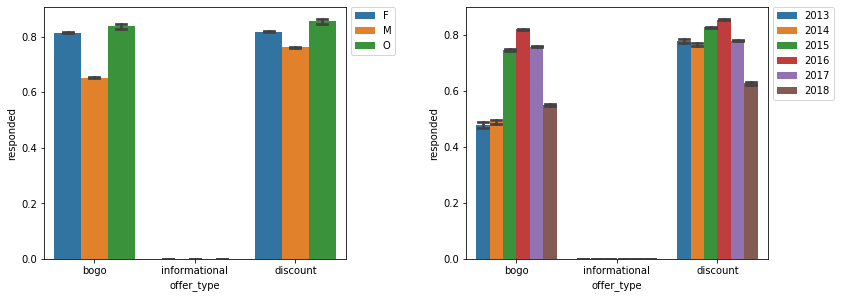 0.8
0.6
0.4
0.2
0.0
responded
bogo
informational
discount
offer_type
F
M
O
0.8
0.6
0.4
0.2
0.0
responded
bogo
informational
discount
offer_type
2013
2014
2015
2016
2017
2018